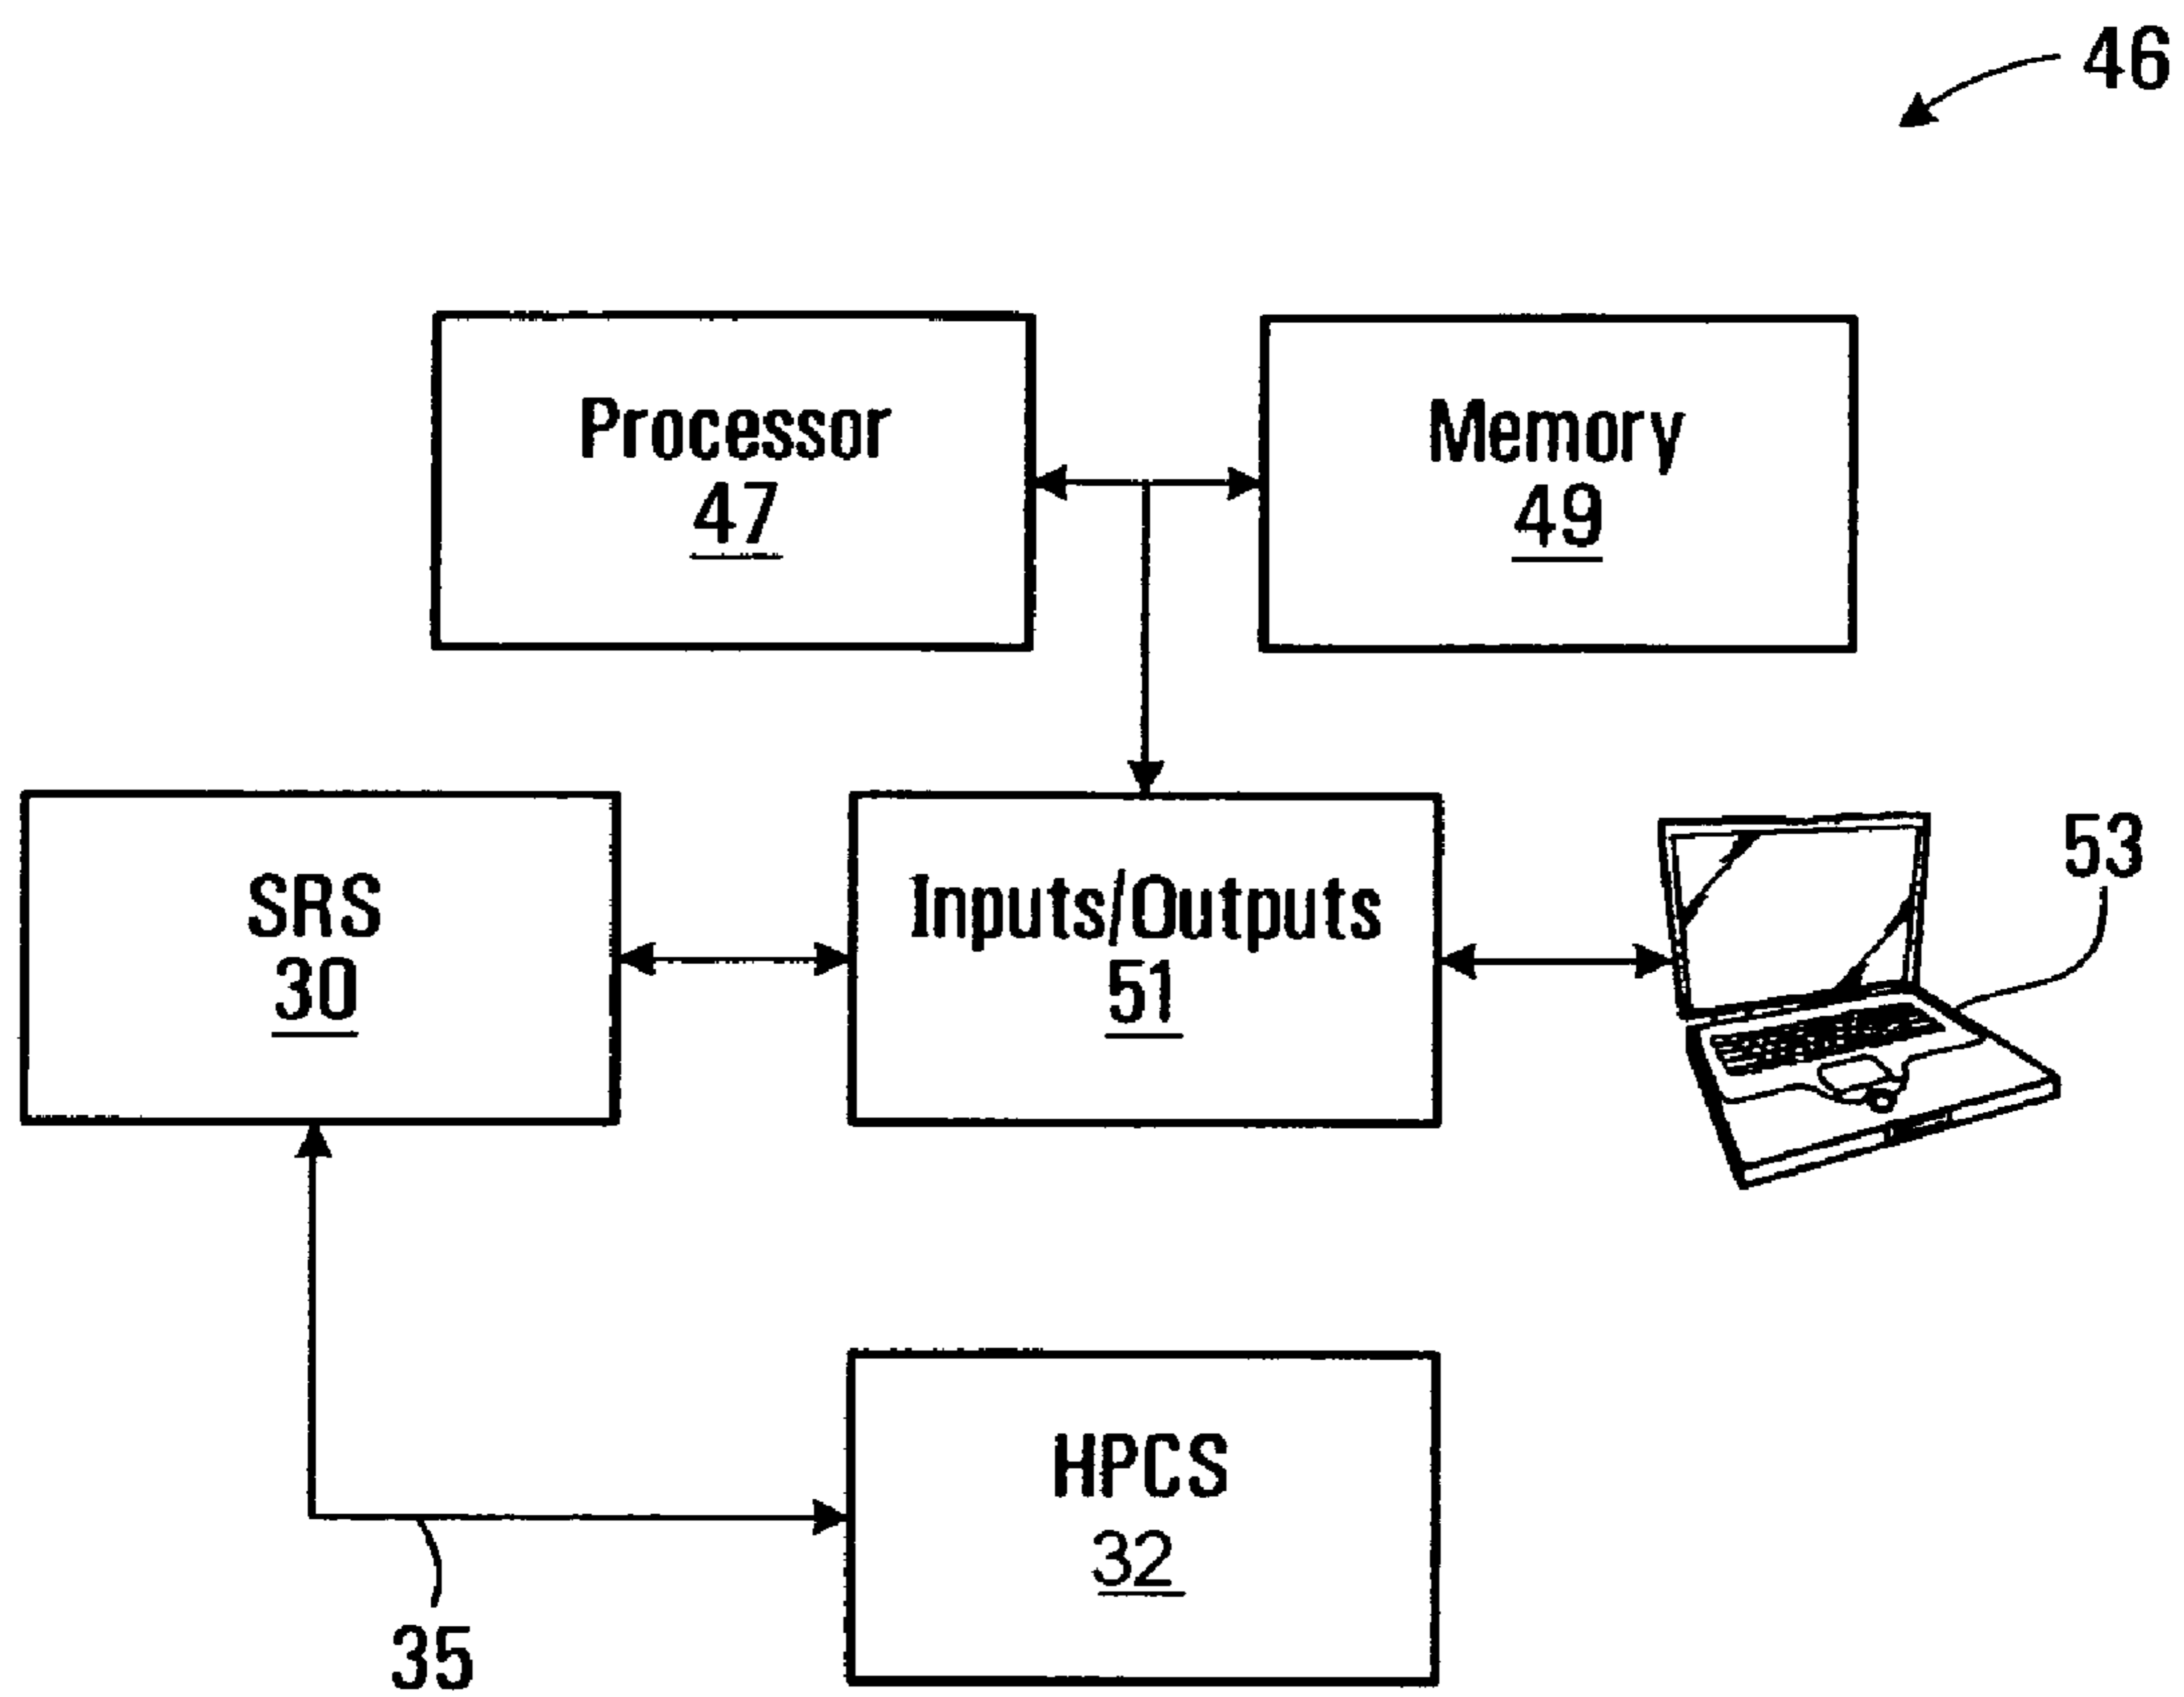 46
Processor
47
Memory
49
SRS
30
Inputs/Outputs
51
53
HPCS
32
35